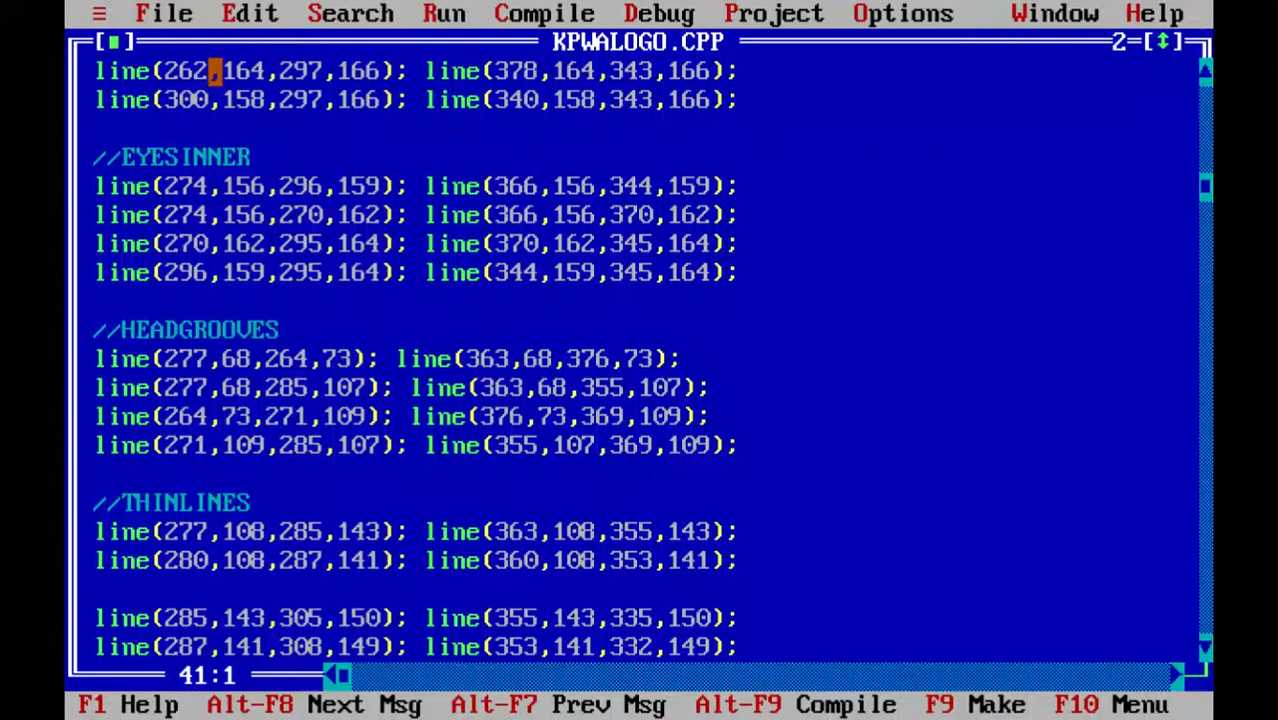 ≡ File Edit Search Run Compile Debug Project Options Window Help
[■] KPWALOGO.CPP 2=[↕]
line(262,164,297,166); line(378,164,343,166);
line(300,158,297,166); line(340,158,343,166);
//EYESINNER
line(274,156,296,159); line(366,156,344,159);
line(274,156,270,162); line(366,156,370,162);
line(270,162,295,164); line(370,162,345,164);
line(296,159,295,164); line(344,159,345,164);
//HEADGROOVES
line(277,68,264,73); line(363,68,376,73);
line(277,68,285,107); line(363,68,355,107);
line(264,73,271,109); line(376,73,369,109);
line(271,109,285,107); line(355,107,369,109);
//THINLINES
line(277,108,285,143); line(363,108,355,143);
line(280,108,287,141); line(360,108,353,141);
line(285,143,305,150); line(355,143,335,150);
line(287,141,308,149); line(353,141,332,149);
41:1
F1 Help Alt-F8 Next Msg Alt-F7 Prev Msg Alt-F9 Compile F9 Make F10 Menu